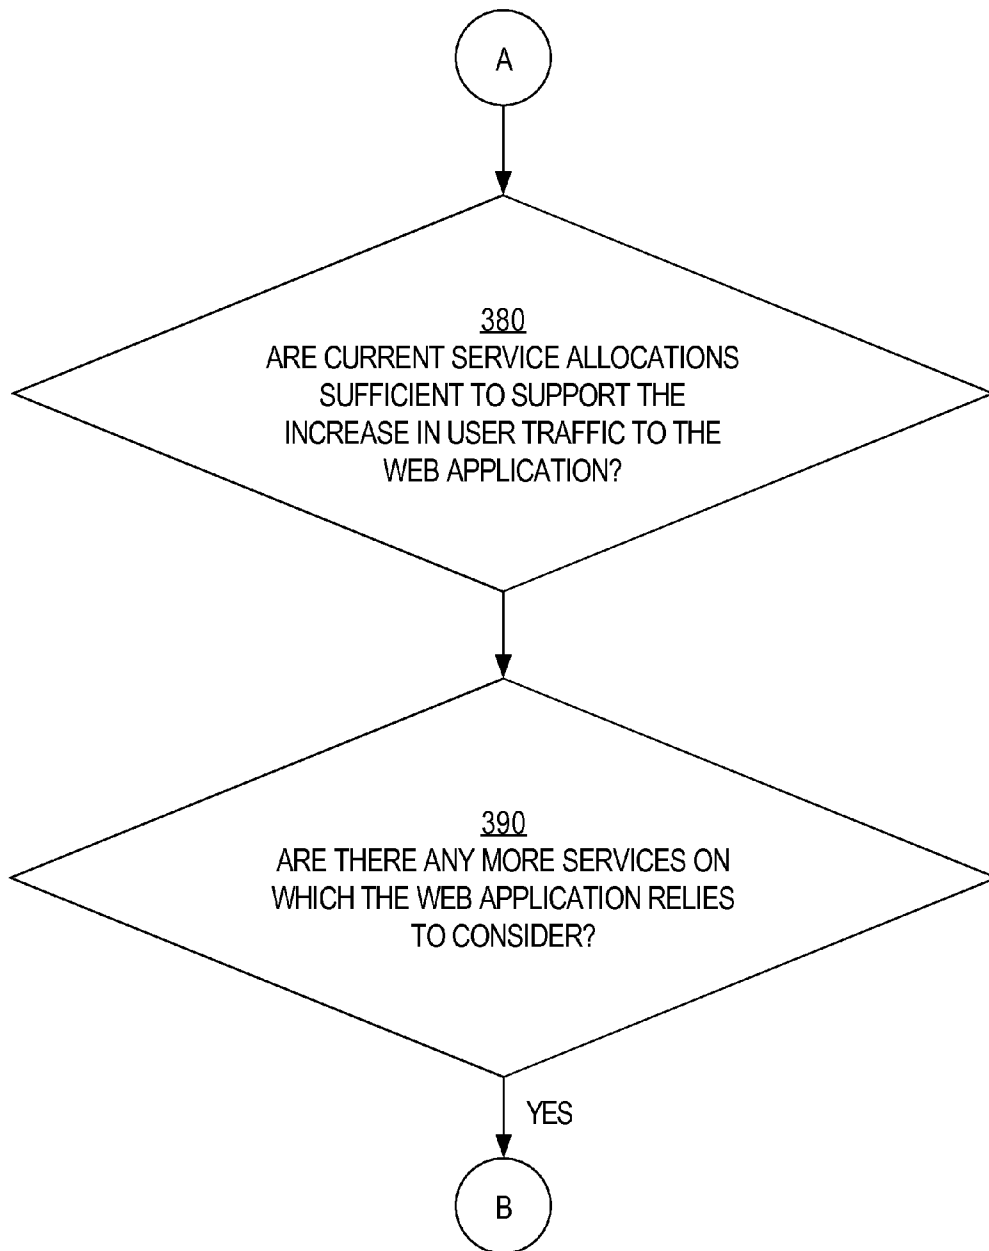 A
380
ARE CURRENT SERVICE ALLOCATIONS
SUFFICIENT TO SUPPORT THE
INCREASE IN USER TRAFFIC TO THE
WEB APPLICATION?
390
ARE THERE ANY MORE SERVICES ON
WHICH THE WEB APPLICATION RELIES
TO CONSIDER?
YES
B